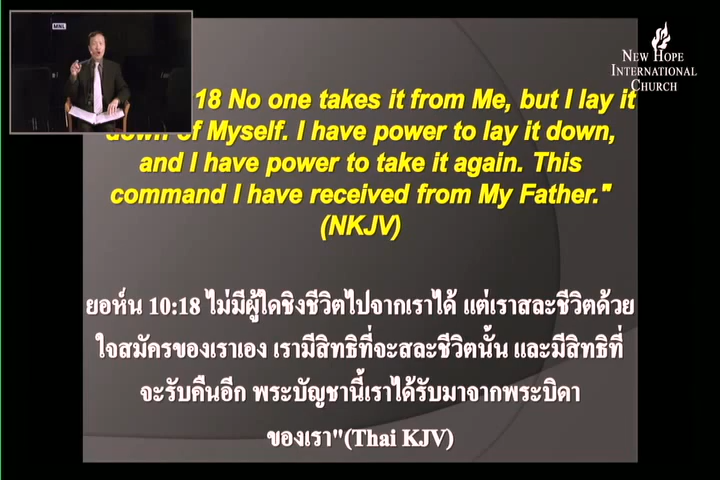 18 No one takes it from Me, but I lay it
down of Myself. I have power to lay it down,
and I have power to take it again. This
command I have received from My Father."
(NKJV)
ยอห์น 10:18 ไม่มีผู้ใดชิงชีวิตไปจากเราได้ แต่เราสละชีวิตด้วย
ใจสมัครของเราเอง เรามีสิทธิที่จะสละชีวิตนั้น และมีสิทธิที่
จะรับคืนอีก พระบัญชานี้เราได้รับมาจากพระบิดา
ของเรา"(Thai KJV)
NEW HOPE
INTERNATIONAL
CHURCH